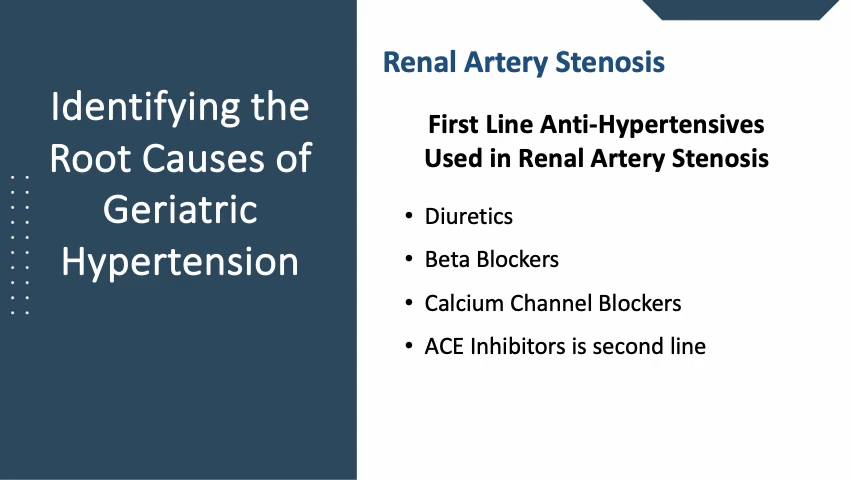 Identifying the
Root Causes of
Geriatric
Hypertension
Renal Artery Stenosis
First Line Anti-Hypertensives
Used in Renal Artery Stenosis
• Diuretics
• Beta Blockers
• Calcium Channel Blockers
• ACE Inhibitors is second line